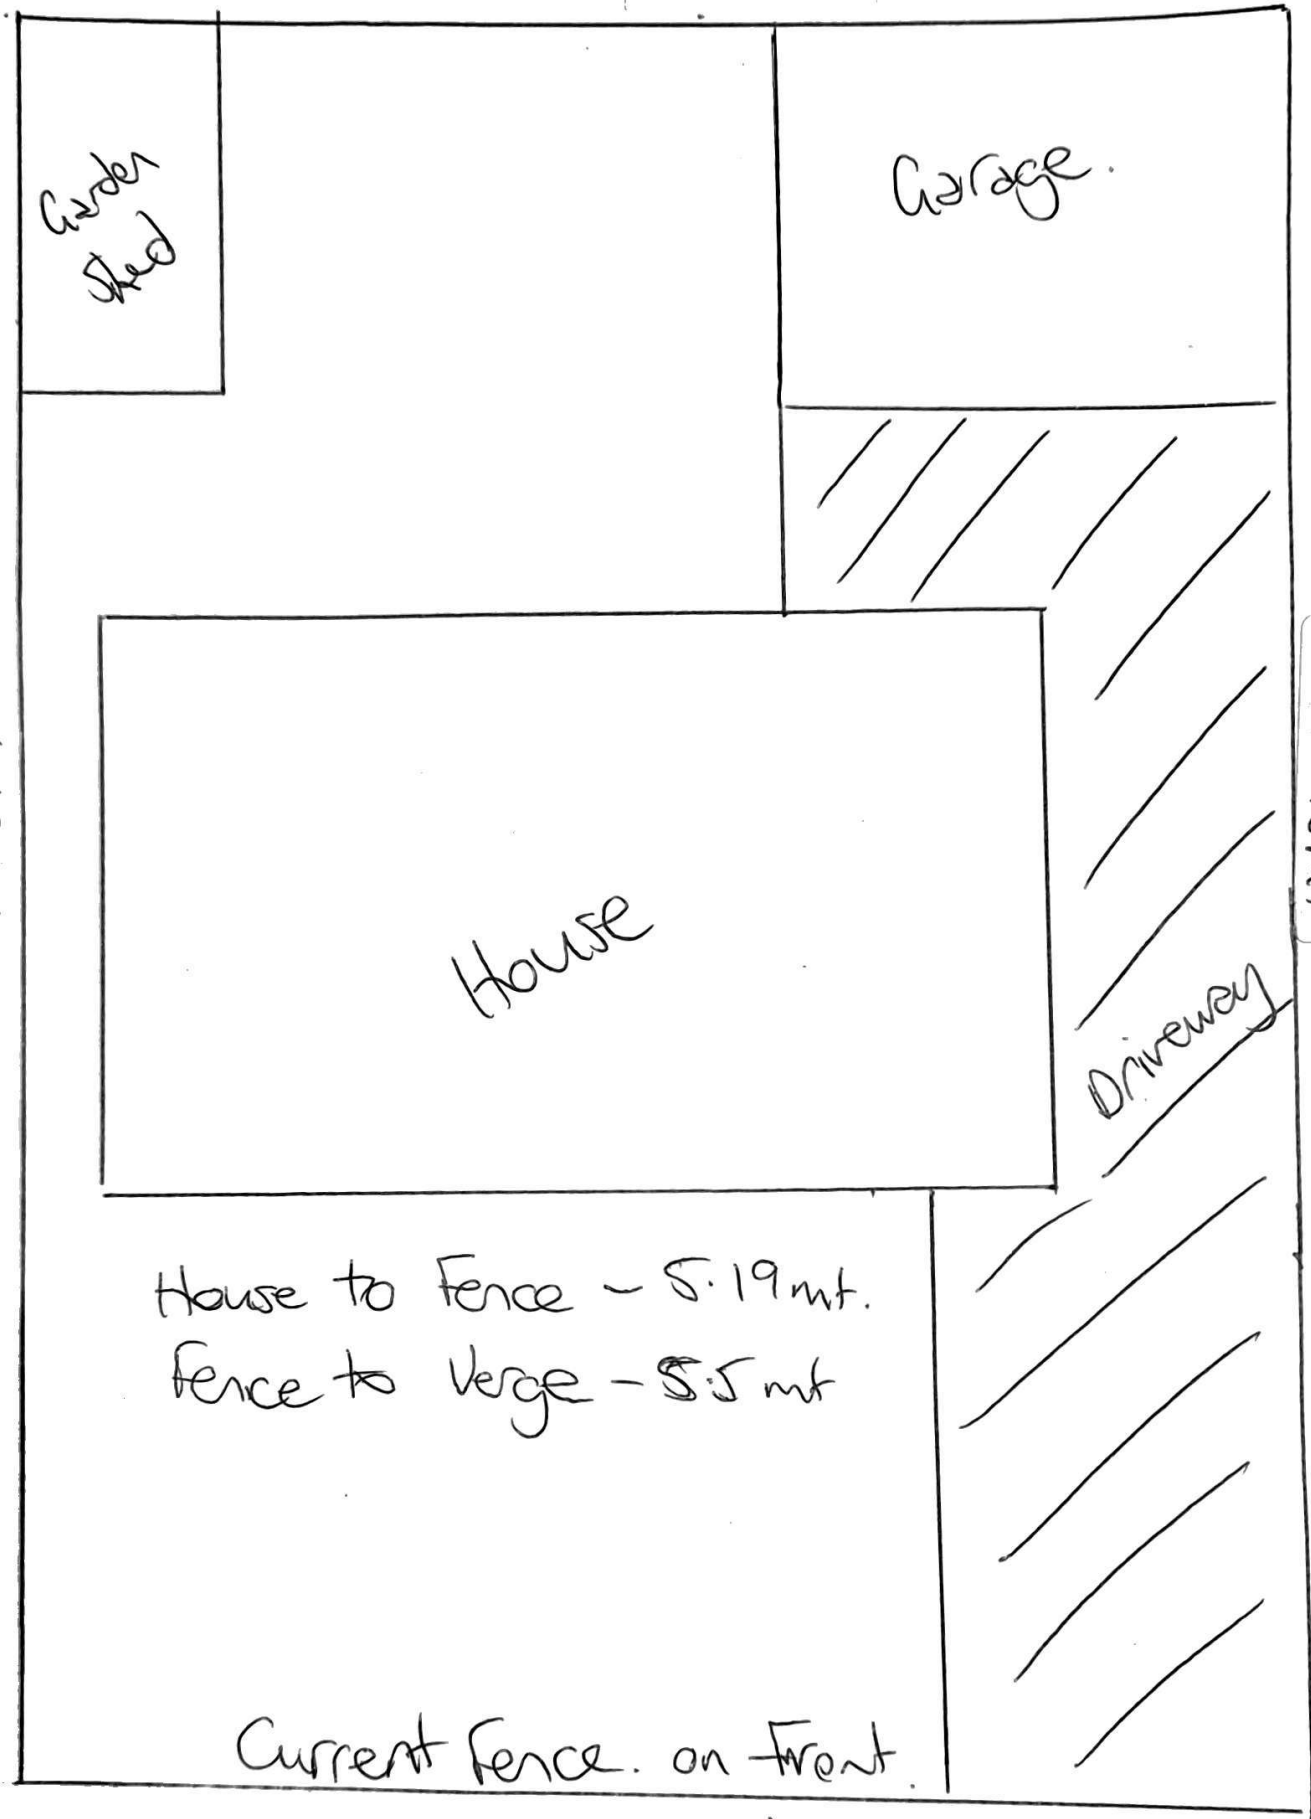 Garden
Shed
Garage.
House
Driveway
House to Fence - 5.19mt.
Fence to Verge - 5.5mt
Current Fence. on Front.